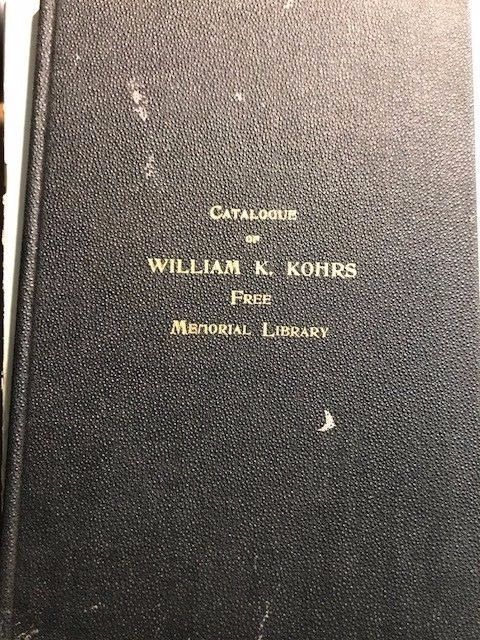 Catalogue
of
WILLIAM K. KOHRS
Free
Memorial Library